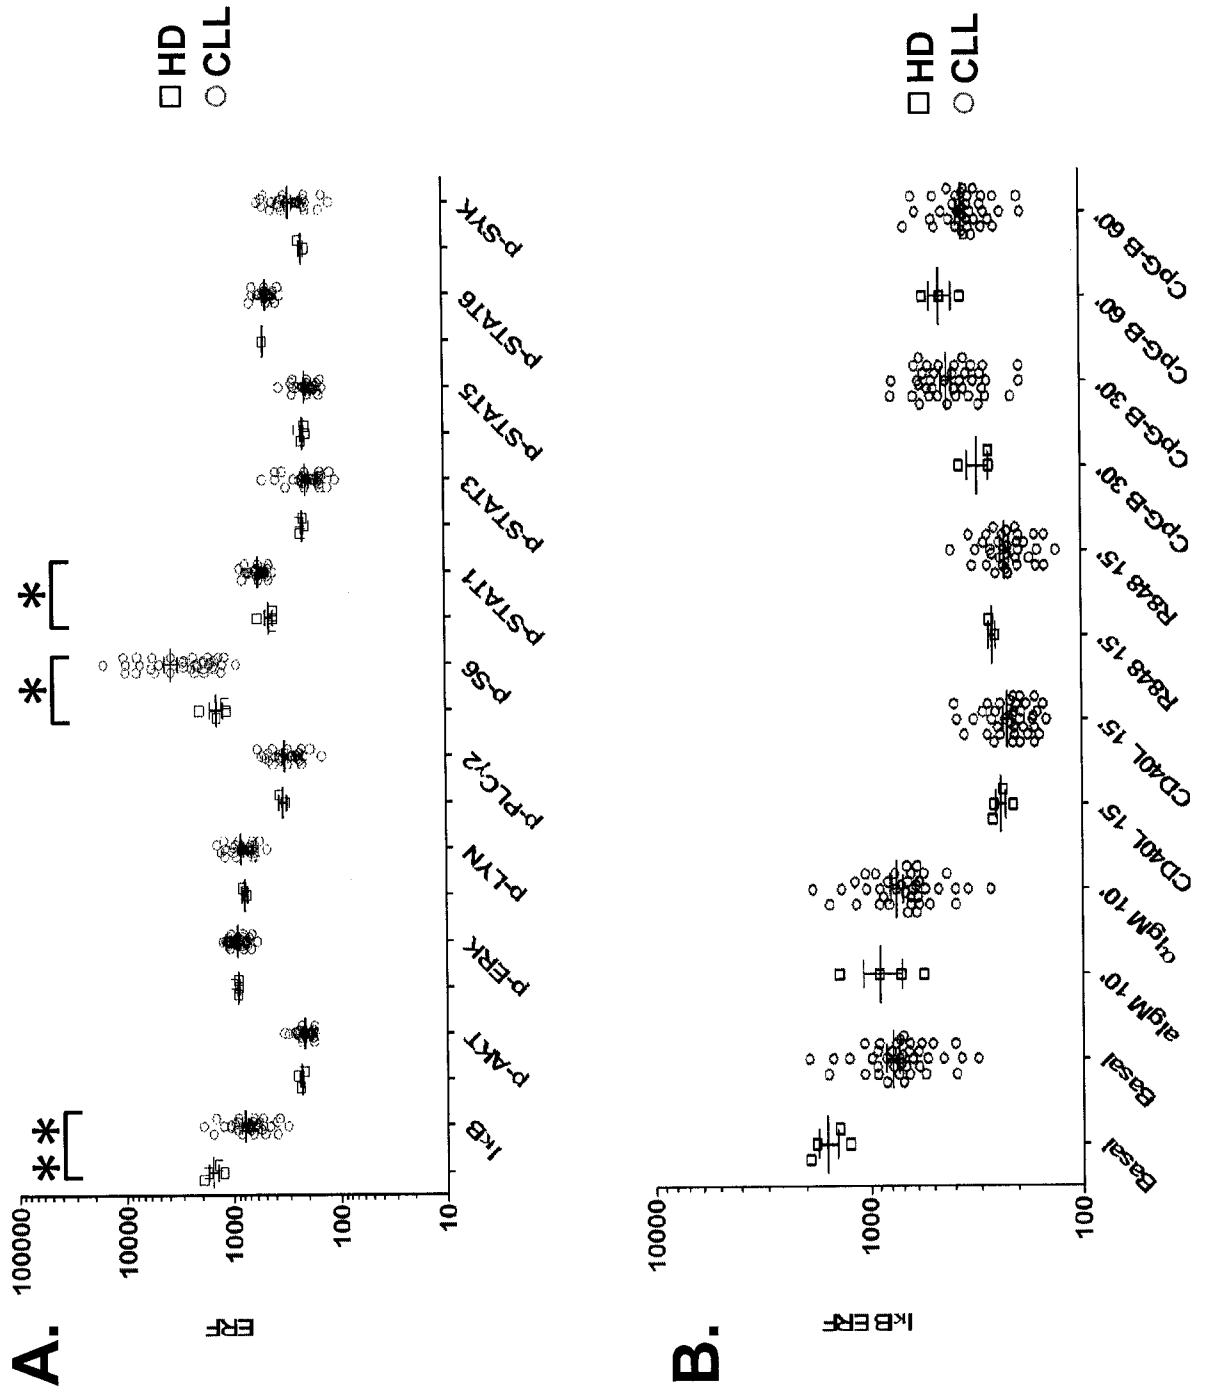 A.
□ HD
○ CLL
ERF
100000
10000
1000
100
10
**
*
*
IκB
p-AKT
p-ERK
p-LYN
p-PLCγ2
p-S6
p-STAT1
p-STAT3
p-STAT5
p-STAT6
p-SYK
B.
□ HD
○ CLL
IκB ERF
10000
1000
100
Basal
Basal
aIgM 10'
αIgM 10'
CD40L 15'
CD40L 15'
R848 15'
R848 15'
CpG-B 30'
CpG-B 30'
CpG-B 60'
CpG-B 60'